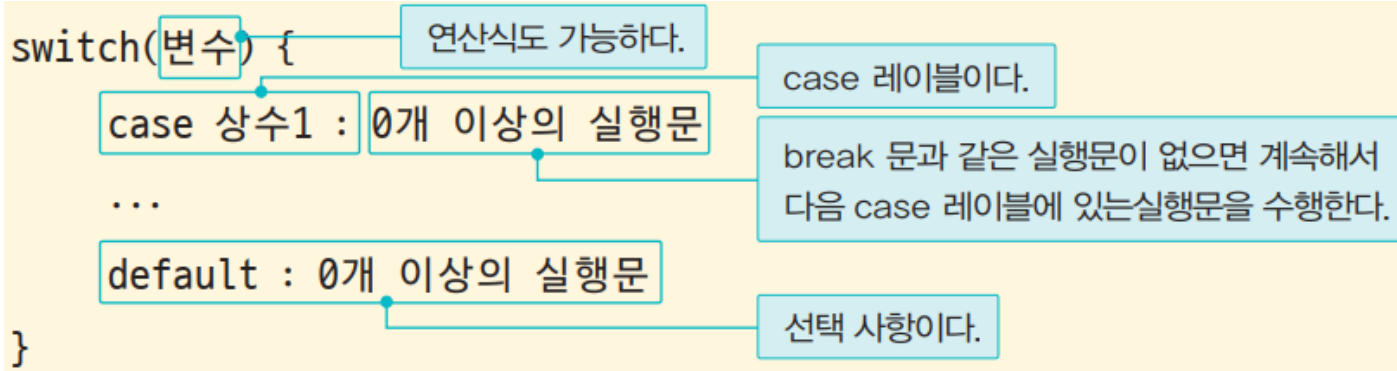 switch(변수) {
연산식도 가능하다.
case 레이블이다.
case 상수1 : 0개 이상의 실행문
break 문과 같은 실행문이 없으면 계속해서
다음 case 레이블에 있는실행문을 수행한다.
...
default : 0개 이상의 실행문
선택 사항이다.
}